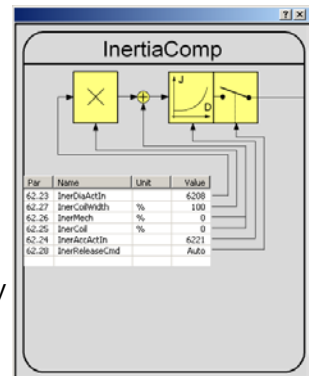 InertiaComp
J
D
Par Name Unit Value
62.23 InerDiaActIn 6208
62.27 InerCoilWidth % 100
62.26 InerMech % 0
62.25 InerCoil % 0
62.24 InerAccActIn 6221
62.28 InerReleaseCmd Auto
y